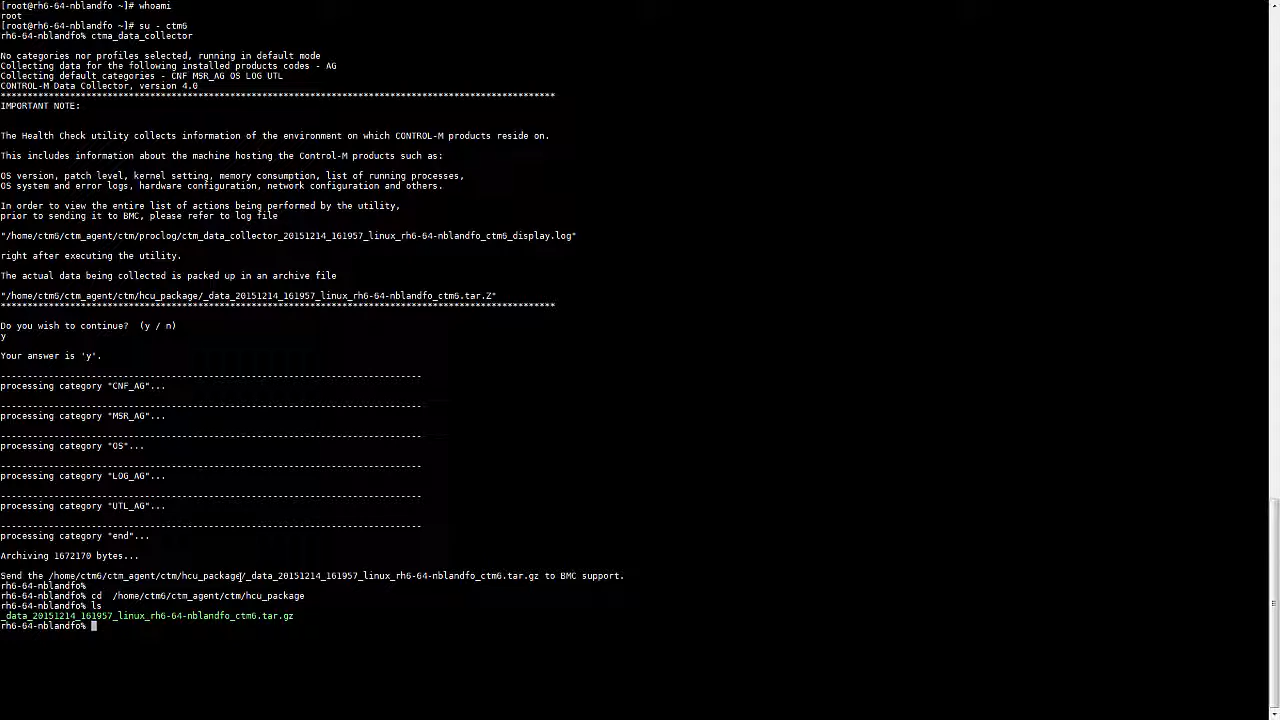 [root@rh6-64-nblandfo ~]# whoami
root
[root@rh6-64-nblandfo ~]# su - ctm6
rh6-64-nblandfo% ctma_data_collector
No categories nor profiles selected, running in default mode
Collecting data for the following installed products codes - AG
Collecting default categories - CNF MSR_AG OS LOG UTL
CONTROL-M Data Collector, version 4.0
*******************************************************************************************************
IMPORTANT NOTE:
The Health Check utility collects information of the environment on which CONTROL-M products reside on.
This includes information about the machine hosting the Control-M products such as:
OS version, patch level, kernel setting, memory consumption, list of running processes,
OS system and error logs, hardware configuration, network configuration and others.
In order to view the entire list of actions being performed by the utility,
prior to sending it to BMC, please refer to log file
"/home/ctm6/ctm_agent/ctm/proclog/ctm_data_collector_20151214_161957_linux_rh6-64-nblandfo_ctm6_display.log"
right after executing the utility.
The actual data being collected is packed up in an archive file
"/home/ctm6/ctm_agent/ctm/hcu_package/_data_20151214_161957_linux_rh6-64-nblandfo_ctm6.tar.Z"
*******************************************************************************************************
Do you wish to continue?  (y / n)
y
Your answer is 'y'.
------------------------------------------------------------------------------
processing category "CNF_AG"...
------------------------------------------------------------------------------
processing category "MSR_AG"...
------------------------------------------------------------------------------
processing category "OS"...
------------------------------------------------------------------------------
processing category "LOG_AG"...
------------------------------------------------------------------------------
processing category "UTL_AG"...
------------------------------------------------------------------------------
processing category "end"...
Archiving 1672170 bytes...
Send the /home/ctm6/ctm_agent/ctm/hcu_package/_data_20151214_161957_linux_rh6-64-nblandfo_ctm6.tar.gz to BMC support.
rh6-64-nblandfo%
rh6-64-nblandfo% cd  /home/ctm6/ctm_agent/ctm/hcu_package
rh6-64-nblandfo% ls
_data_20151214_161957_linux_rh6-64-nblandfo_ctm6.tar.gz
rh6-64-nblandfo%